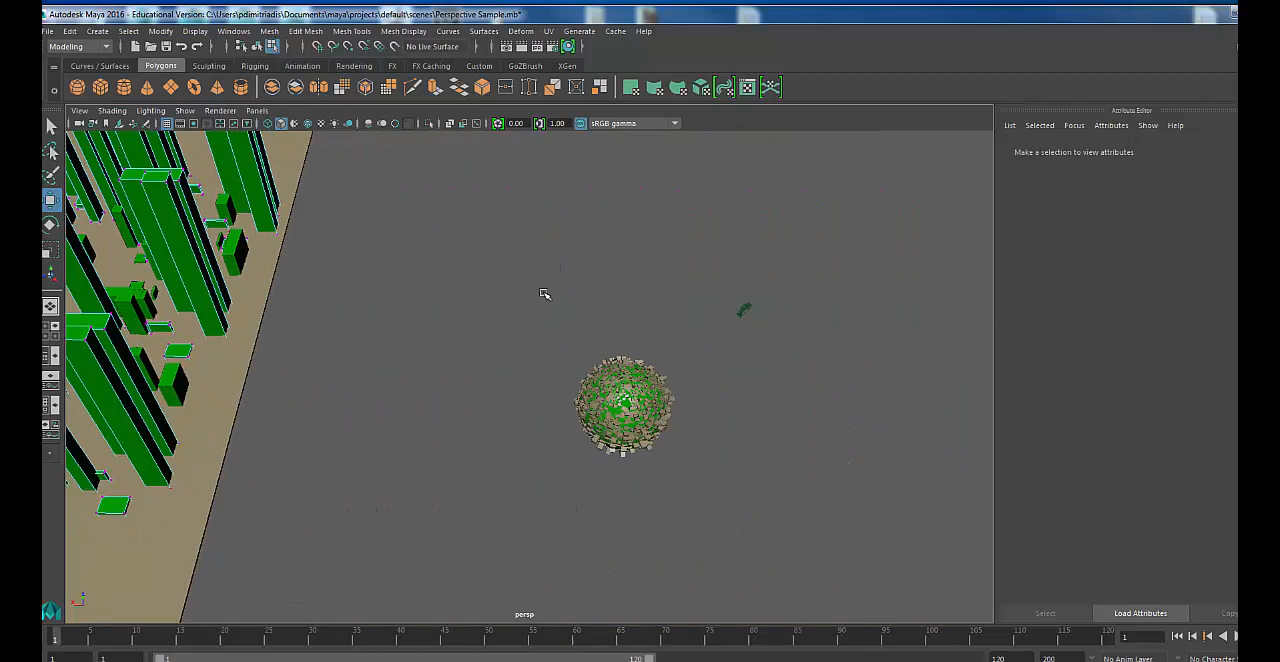 Autodesk Maya 2016 - Educational Version: C:\Users\pdimitriadis\Documents\maya\projects\default\scenes\Perspective Sample.mb*
File Edit Create Select Modify Display Windows Mesh Edit Mesh Mesh Tools Mesh Display Curves Surfaces Deform UV Generate Cache Help
Modeling No Live Surface
Curves / Surfaces Polygons Sculpting Rigging Animation Rendering FX FX Caching Custom GoZBrush XGen
View Shading Lighting Show Renderer Panels
Attribute Editor
0.00 1.00 sRGB gamma
List Selected Focus Attributes Show Help
Make a selection to view attributes
persp
Select Load Attributes
1 5 10 15 20 25 30 35 40 45 50 55 60 65 70 75 80 85 90 95 100 105 110 115 120 1
1 1 1 120 120 200 No Anim Layer No Character